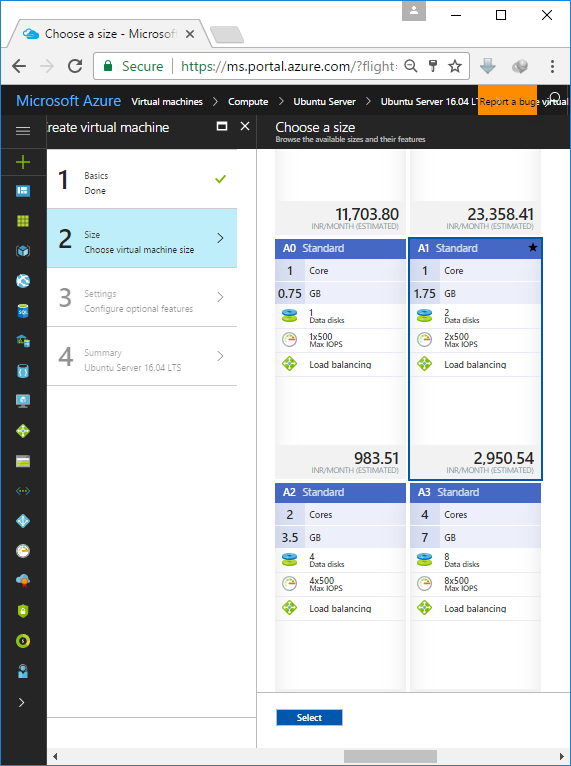 Choose a size - Microsoft
Secure
https://ms.portal.azure.com/?flight
Microsoft Azure
Virtual machines
Compute
Ubuntu Server
Ubuntu Server 16.04 LT
Report a bug
virtual
reate virtual machine
1
Basics
Done
2
Size
Choose virtual machine size
3
Settings
Configure optional features
4
Summary
Ubuntu Server 16.04 LTS
Choose a size
Browse the available sizes and their features
11,703.80
INR/MONTH (ESTIMATED)
23,358.41
INR/MONTH (ESTIMATED)
A0 Standard
1 Core
0.75 GB
1
Data disks
1x500
Max IOPS
Load balancing
983.51
INR/MONTH (ESTIMATED)
A1 Standard
1 Core
1.75 GB
2
Data disks
2x500
Max IOPS
Load balancing
2,950.54
INR/MONTH (ESTIMATED)
A2 Standard
2 Cores
3.5 GB
4
Data disks
4x500
Max IOPS
Load balancing
A3 Standard
4 Cores
7 GB
8
Data disks
8x500
Max IOPS
Load balancing
Select